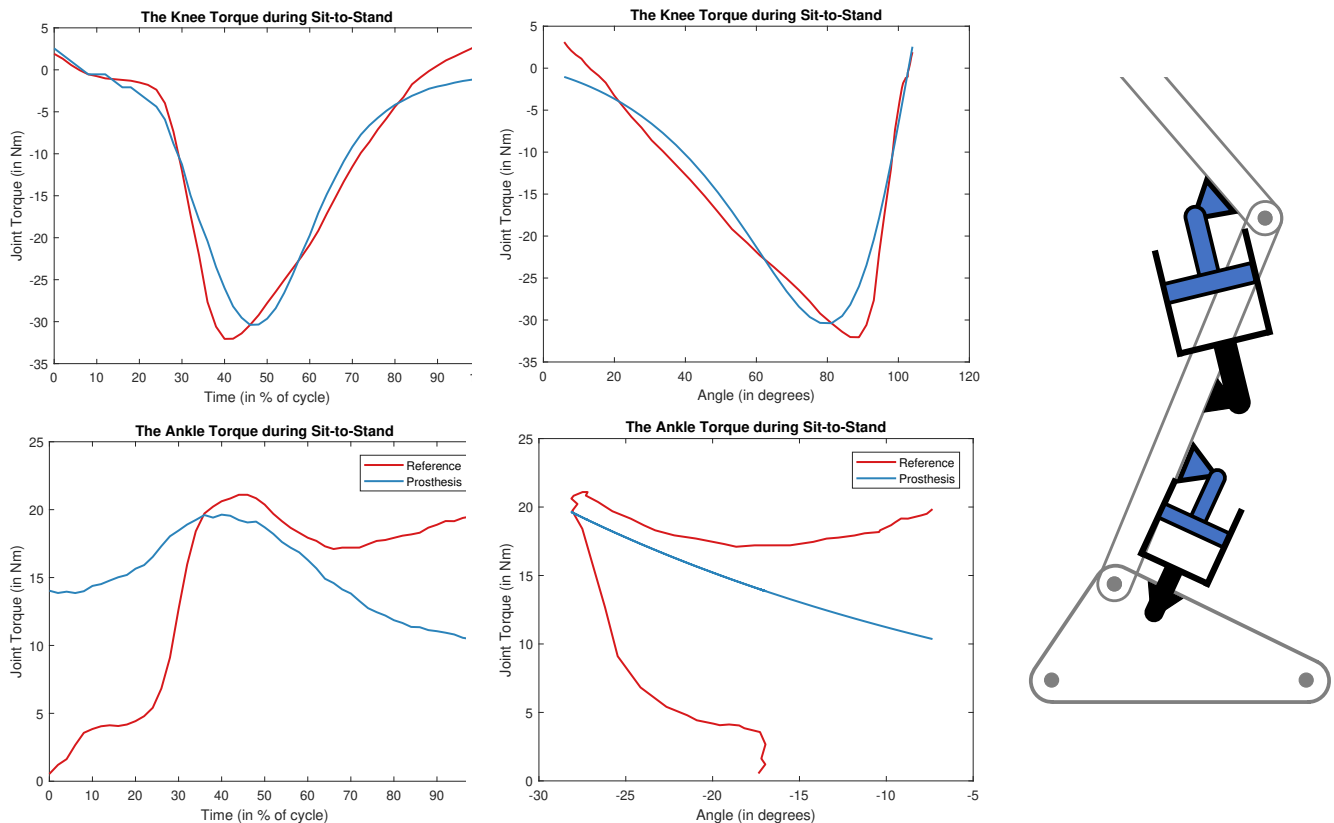 The Knee Torque during Sit-to-Stand
5
0
-5
-10
-15
-20
-25
-30
-35
Joint Torque (in Nm)
0 10 20 30 40 50 60 70 80 90
Time (in % of cycle)
The Knee Torque during Sit-to-Stand
5
0
-5
-10
-15
-20
-25
-30
-35
Joint Torque (in Nm)
0 20 40 60 80 100 120
Angle (in degrees)
The Ankle Torque during Sit-to-Stand
25
20
15
10
5
0
Joint Torque (in Nm)
Reference
Prosthesis
0 10 20 30 40 50 60 70 80 90
Time (in % of cycle)
The Ankle Torque during Sit-to-Stand
25
20
15
10
5
0
Joint Torque (in Nm)
Reference
Prosthesis
-30 -25 -20 -15 -10 -5
Angle (in degrees)